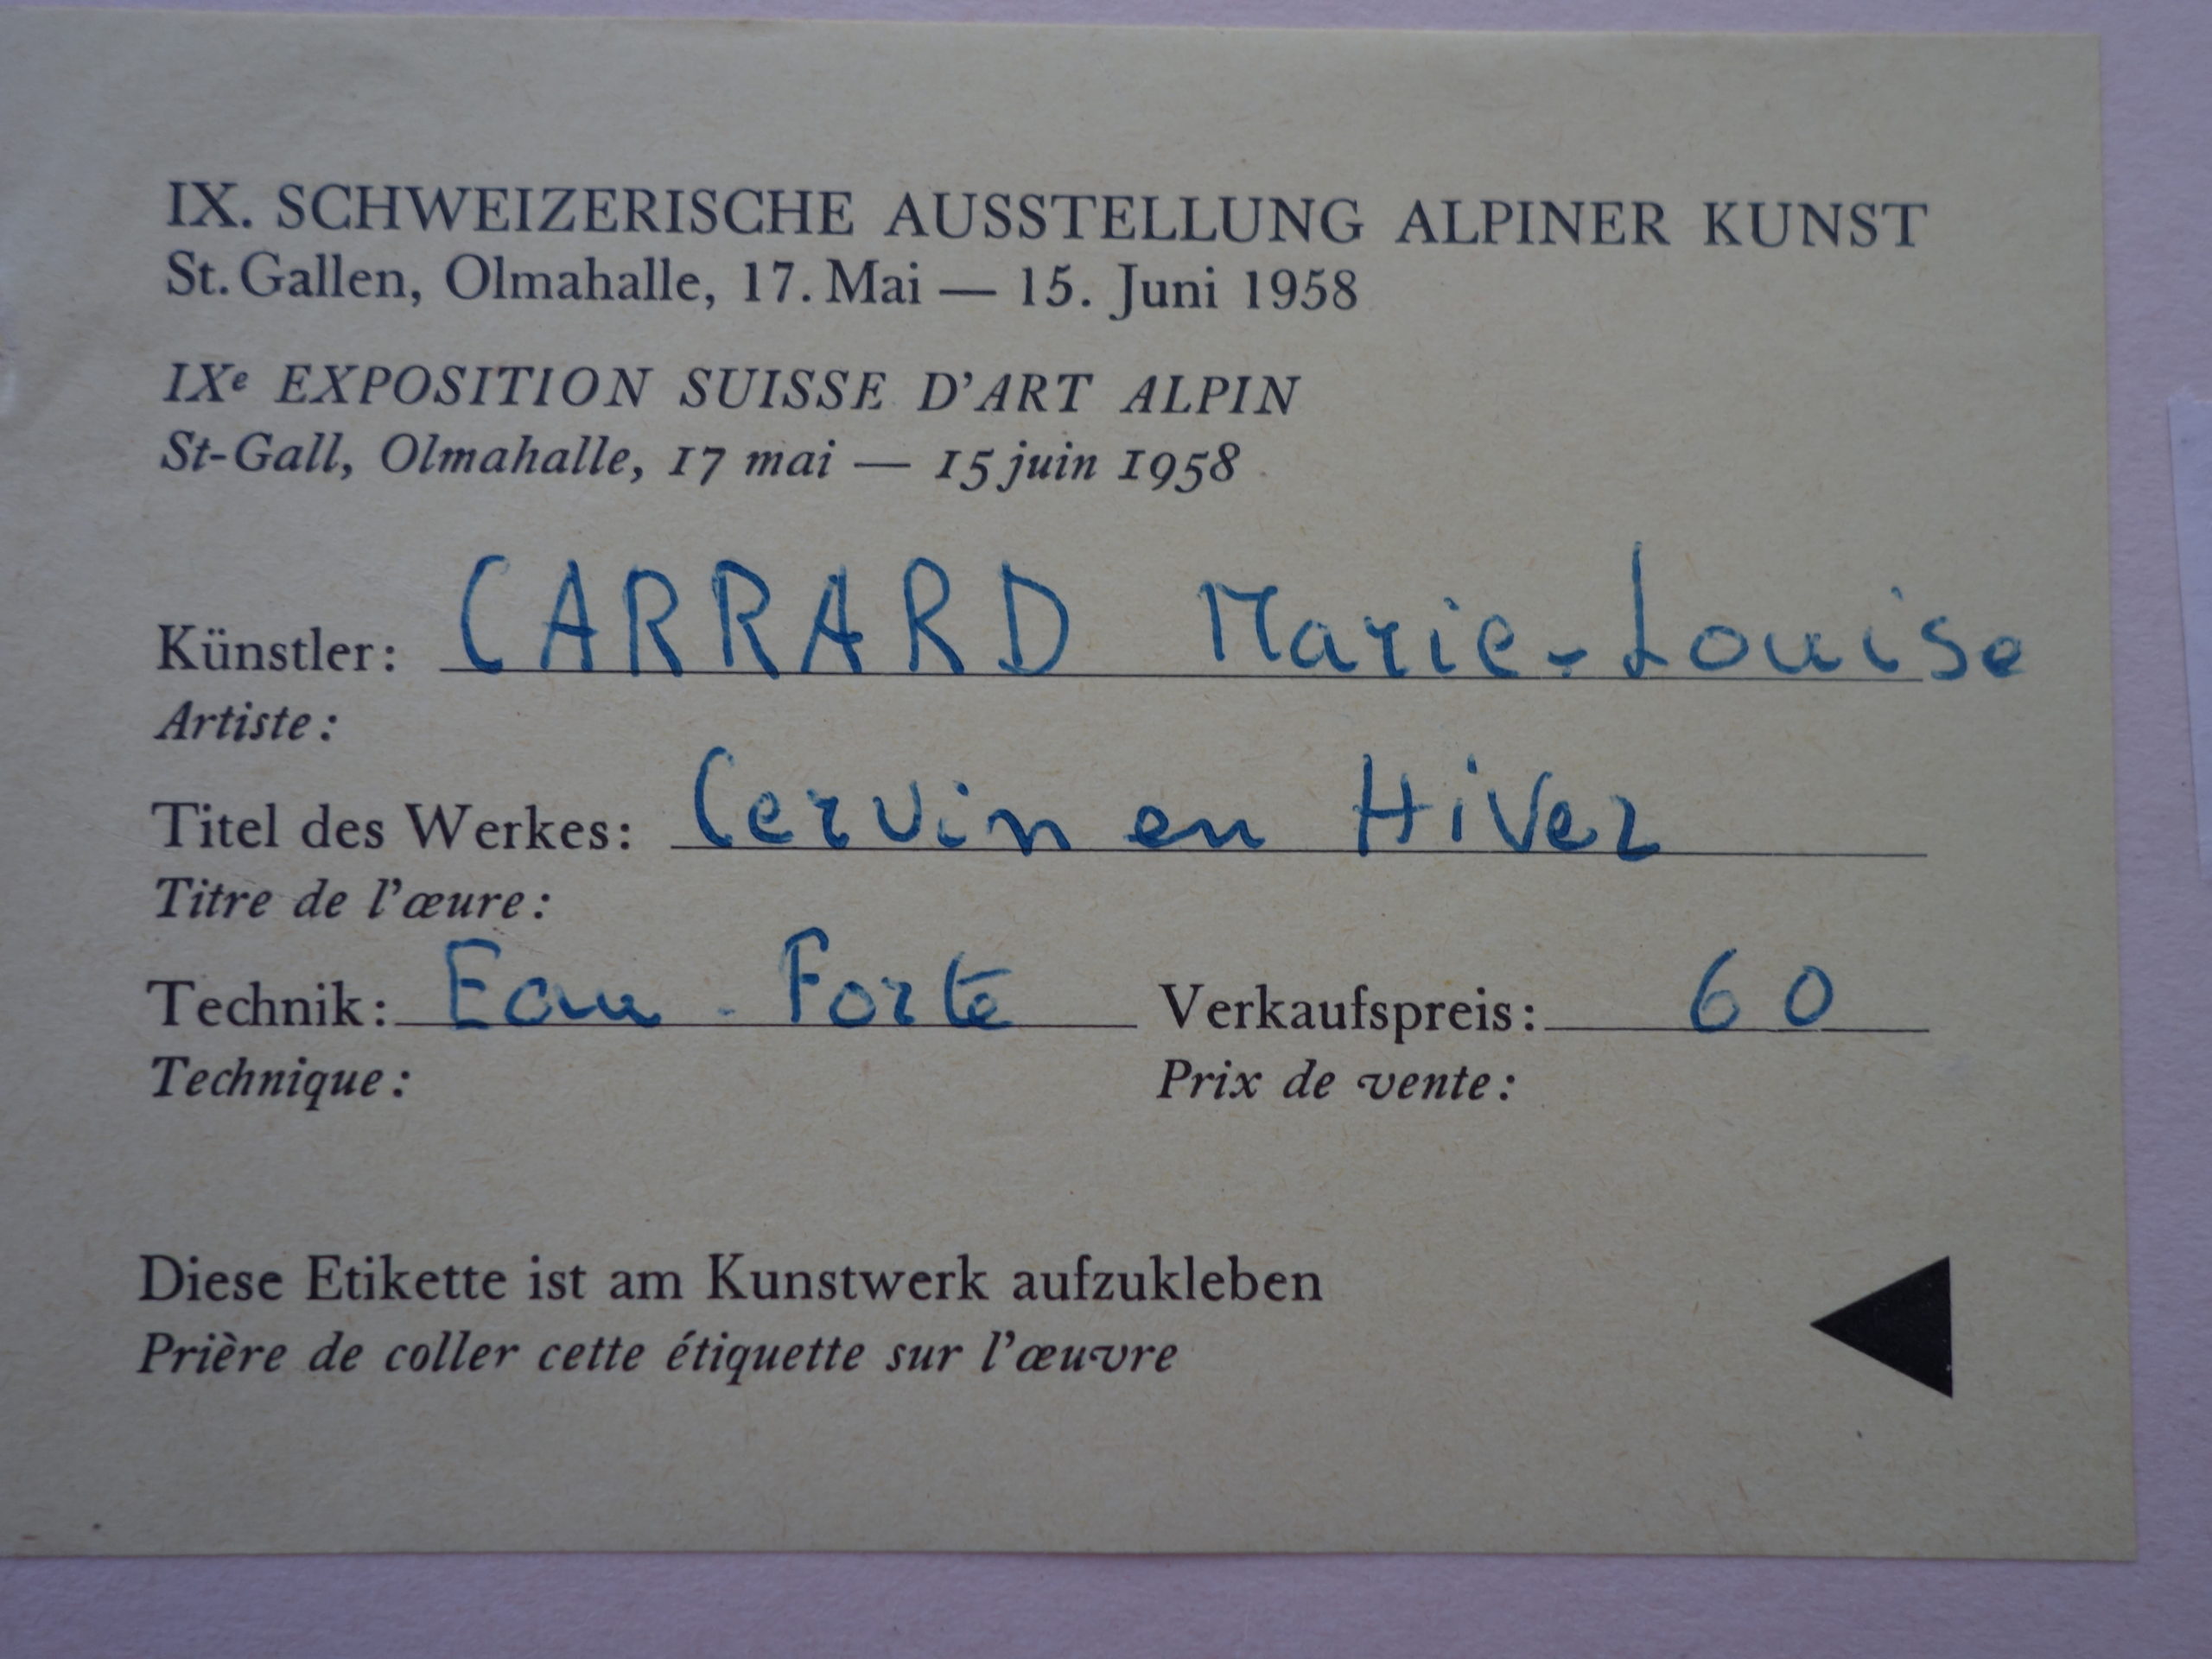 IX. SCHWEIZERISCHE AUSSTELLUNG ALPINER KUNST
St. Gallen, Olmahalle, 17. Mai — 15. Juni 1958
IXe EXPOSITION SUISSE D'ART ALPIN
St-Gall, Olmahalle, 17 mai — 15 juin 1958
Künstler: CARRARD Marie-Louise
Artiste:
Titel des Werkes: Cervin en Hiver
Titre de l'œure:
Technik: Eau-Forte Verkaufspreis: 60
Technique: Prix de vente:
Diese Etikette ist am Kunstwerk aufzukleben
Prière de coller cette étiquette sur l'œuvre